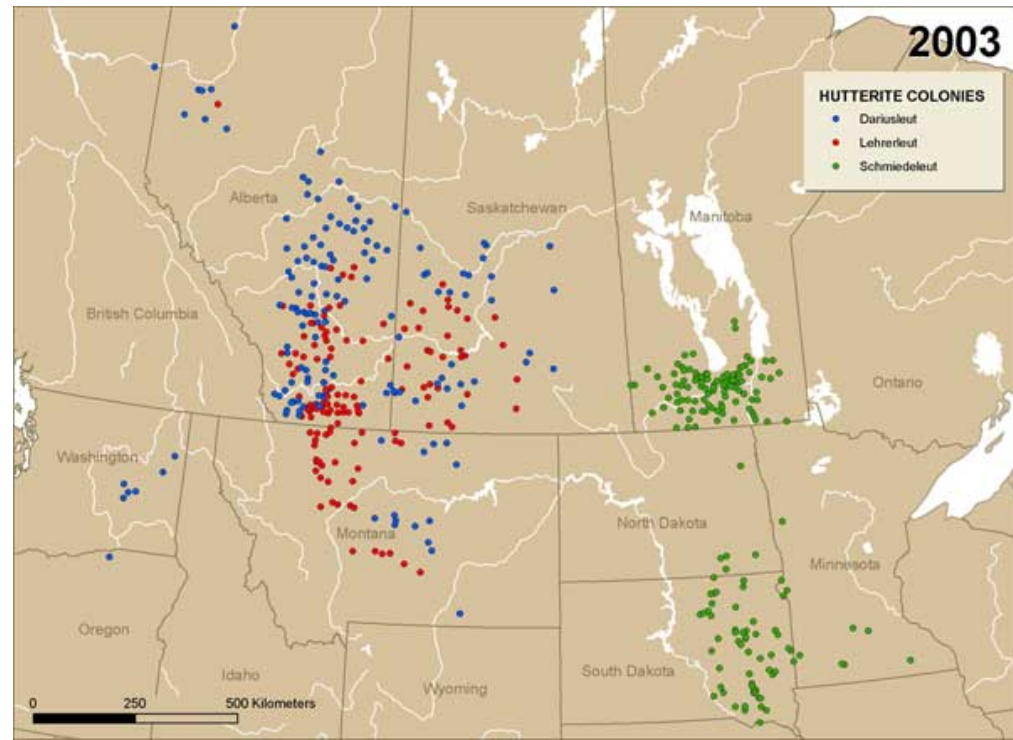 2003
HUTTERITE COLONIES
Dariusleut
Lehrerleut
Schmiedeleut
Alberta
Saskatchewan
Manitoba
British Columbia
Ontario
Washington
Montana
North Dakota
Minnesota
Oregon
Idaho
South Dakota
Wyoming
0 250 500 Kilometers